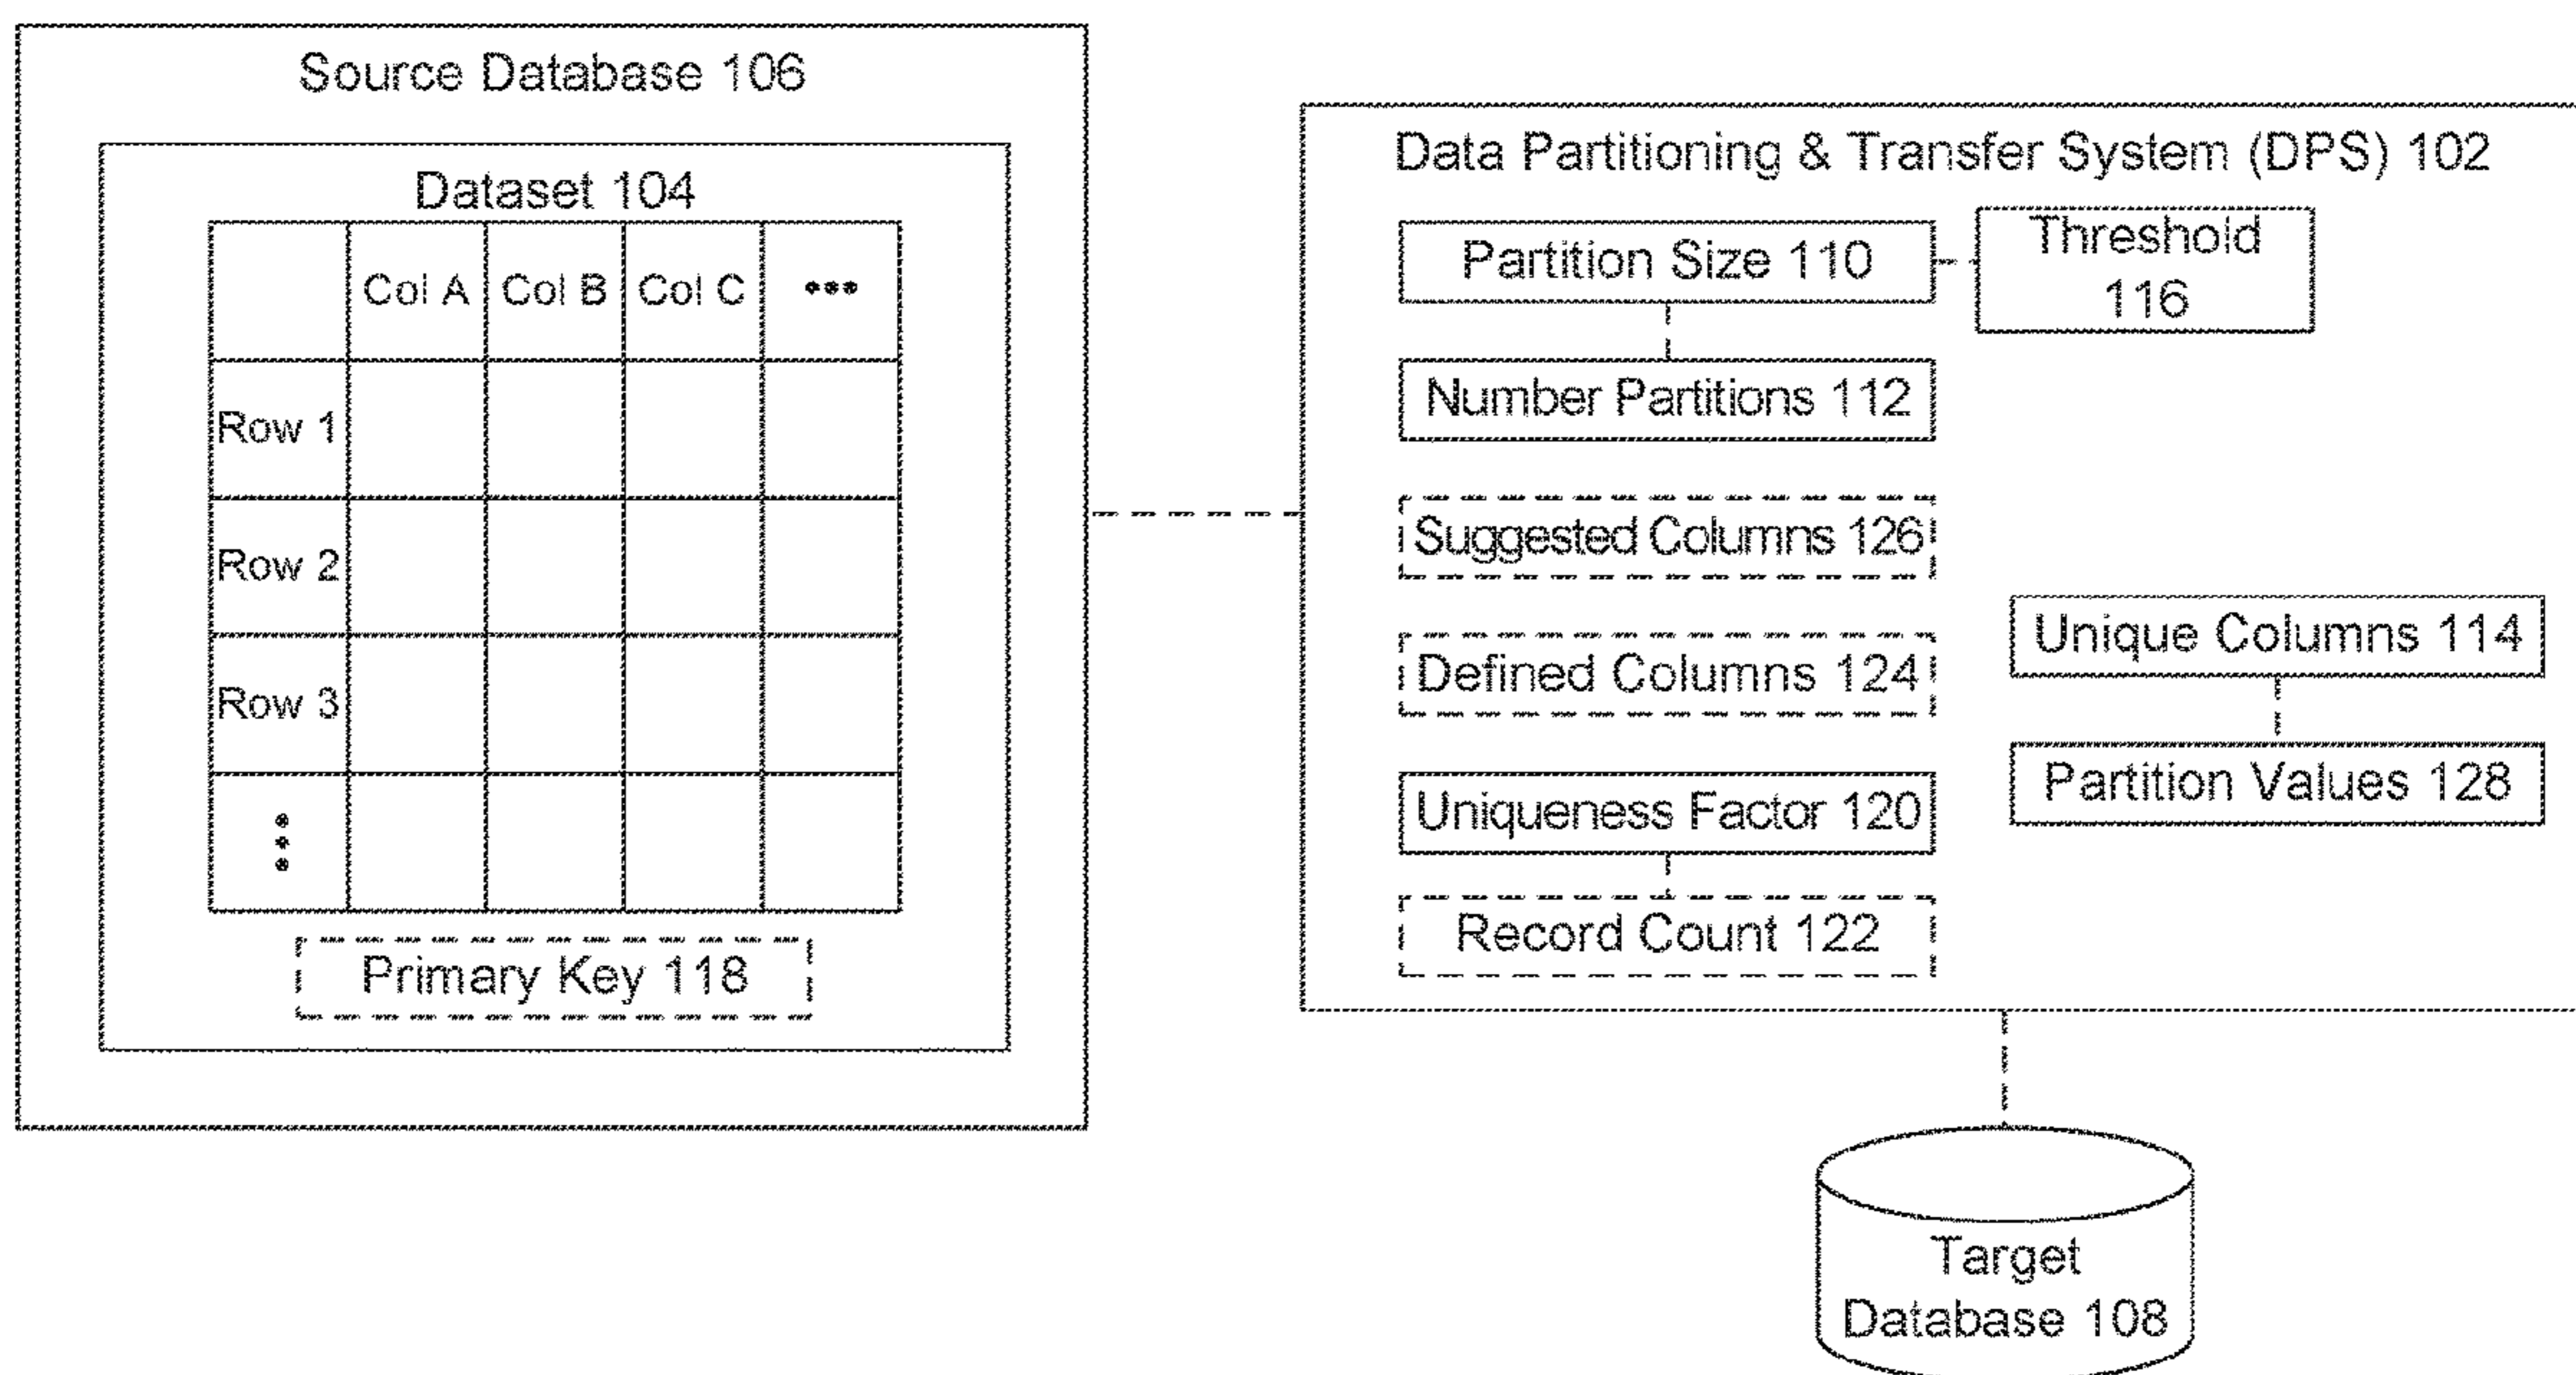 Source Database 106
Dataset 104
Col A Col B Col C •••
Row 1
Row 2
Row 3
Primary Key 118
Data Partitioning & Transfer System (DPS) 102
Partition Size 110
Threshold
116
Number Partitions 112
Suggested Columns 126
Defined Columns 124
Unique Columns 114
Uniqueness Factor 120
Partition Values 128
Record Count 122
Target
Database 108